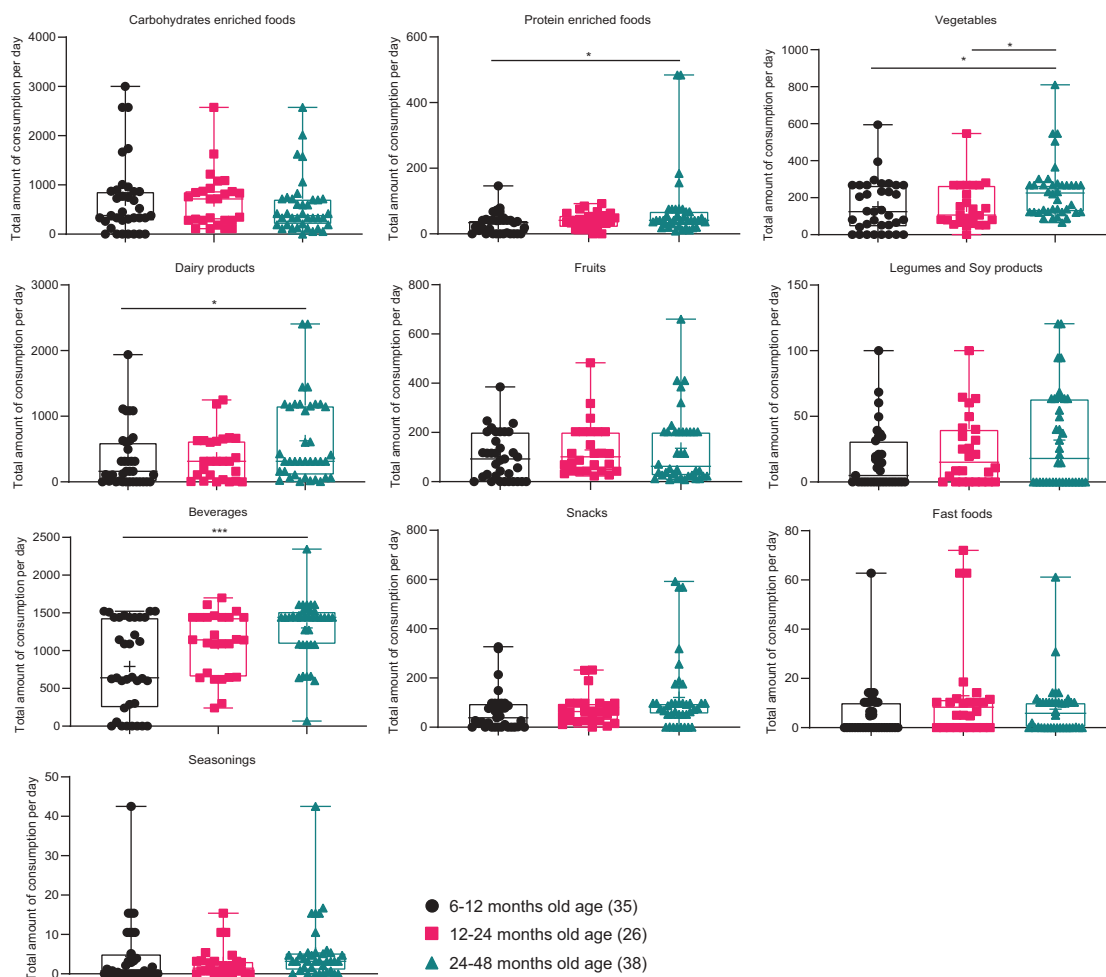 Carbohydrates enriched foods
Total amount of consumption per day
4000
3000
2000
1000
0
Protein enriched foods
Total amount of consumption per day
600
400
200
0
*
Vegetables
Total amount of consumption per day
1000
800
600
400
200
0
*
*
Dairy products
Total amount of consumption per day
3000
2000
1000
0
*
Fruits
Total amount of consumption per day
800
600
400
200
0
Legumes and Soy products
Total amount of consumption per day
150
100
50
0
Beverages
Total amount of consumption per day
2500
2000
1500
1000
500
0
***
Snacks
Total amount of consumption per day
800
600
400
200
0
Fast foods
Total amount of consumption per day
80
60
40
20
0
Seasonings
Total amount of consumption per day
50
40
30
20
10
0
6-12 months old age (35)
12-24 months old age (26)
24-48 months old age (38)